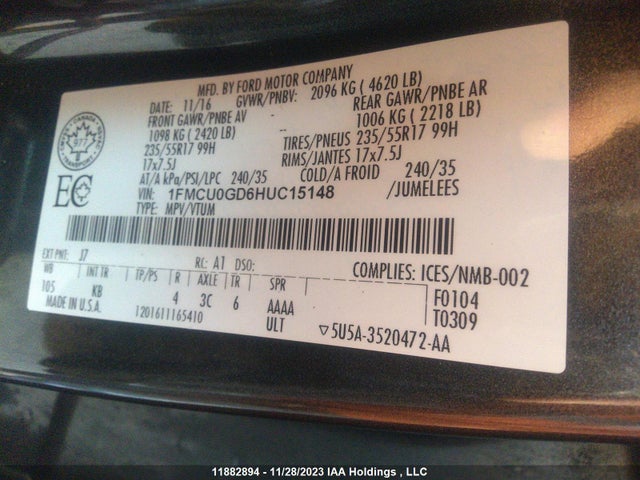 MFD. BY FORD MOTOR COMPANY
DATE: 11/16 GVWR/PNBV: 2096 KG ( 4620 LB)
FRONT GAWR/PNBE AV REAR GAWR/PNBE AR
1098 KG ( 2420 LB) -- 1006 KG ( 2218 LB)
235/55R17 99H TIRES/PNEUS 235/55R17 99H
17x7.5J RIMS/JANTES 17x7.5J
AT/A kPa/PSI/LPC 240/35 COLD/A FROID 240/35
VIN: 1FMCU0GD6HUC15148 /JUMELEES
TYPE: MPV/VTUM
CANADA
TRANSPORT
EC
EXT PNT: J7 RC: A1 DSO: COMPLIES: ICES/NMB-002
WB INT TR TP/PS R AXLE TR SPR F0104
105 KB 4 3C 6 AAAA T0309
MADE IN U.S.A. 1201611165410 ULT ▽5U5A-3520472-AA
11882894 - 11/28/2023 IAA Holdings , LLC